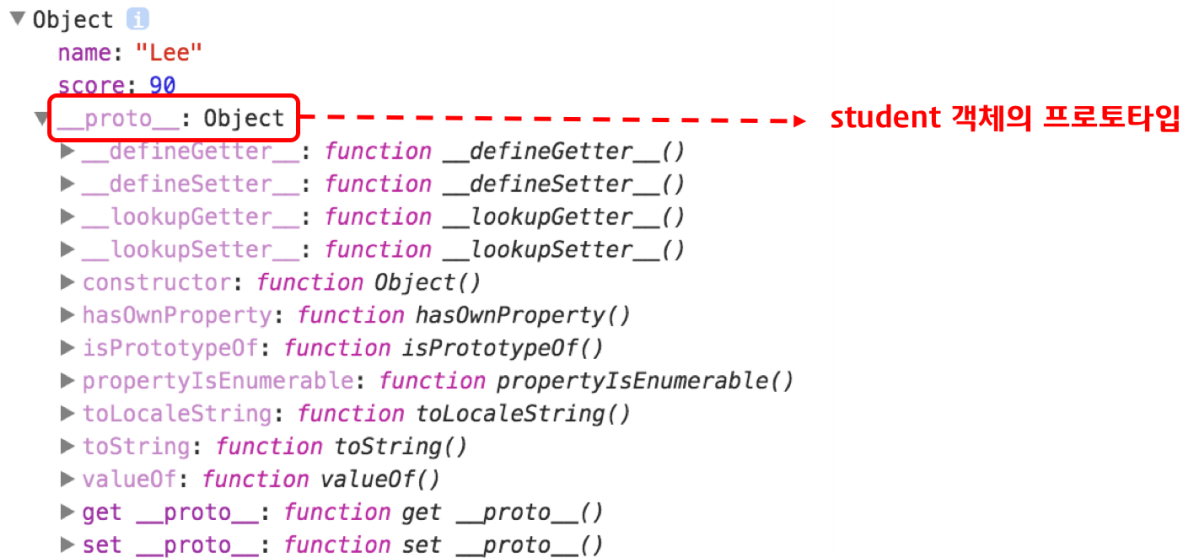 ▼ Object i
name: "Lee"
score: 90
▼ __proto__: Object student 객체의 프로토타입
▶ __defineGetter__: function __defineGetter__()
▶ __defineSetter__: function __defineSetter__()
▶ __lookupGetter__: function __lookupGetter__()
▶ __lookupSetter__: function __lookupSetter__()
▶ constructor: function Object()
▶ hasOwnProperty: function hasOwnProperty()
▶ isPrototypeOf: function isPrototypeOf()
▶ propertyIsEnumerable: function propertyIsEnumerable()
▶ toLocaleString: function toLocaleString()
▶ toString: function toString()
▶ valueOf: function valueOf()
▶ get __proto__: function get __proto__()
▶ set __proto__: function set __proto__()